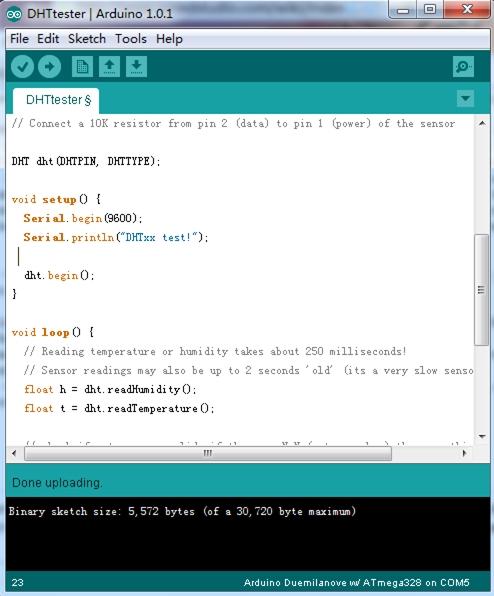 DHTtester | Arduino 1.0.1
File Edit Sketch Tools Help
DHTtester §
// Connect a 10K resistor from pin 2 (data) to pin 1 (power) of the sensor
DHT dht(DHTPIN, DHTTYPE);
void setup() {
Serial.begin(9600);
Serial.println("DHTxx test!");
dht.begin();
}
void loop() {
// Reading temperature or humidity takes about 250 milliseconds!
// Sensor readings may also be up to 2 seconds 'old' (its a very slow senso
float h = dht.readHumidity();
float t = dht.readTemperature();
Done uploading.
Binary sketch size: 5,572 bytes (of a 30,720 byte maximum)
23
Arduino Duemilanove w/ ATmega328 on COM5